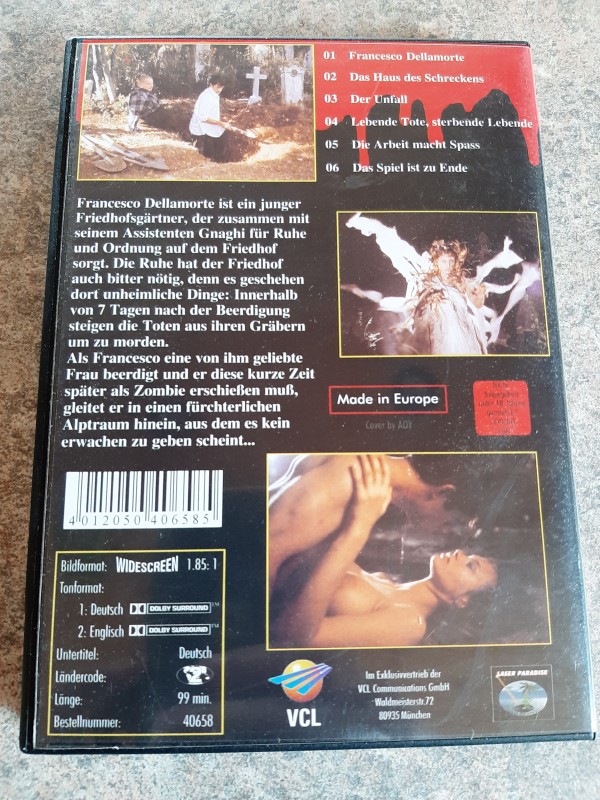 01 Francesco Dellamorte
02 Das Haus des Schreckens
03 Der Unfall
04 Lebende Tote, sterbende Lebende
05 Die Arbeit macht Spass
06 Das Spiel ist zu Ende
Francesco Dellamorte ist ein junger
Friedhofsgärtner, der zusammen mit
seinem Assistenten Gnaghi für Ruhe
und Ordnung auf dem Friedhof
sorgt. Die Ruhe hat der Friedhof
auch bitter nötig, denn es geschehen
dort unheimliche Dinge: Innerhalb
von 7 Tagen nach der Beerdigung
steigen die Toten aus ihren Gräbern
um zu morden.
Als Francesco eine von ihm geliebte
Frau beerdigt und er diese kurze Zeit
später als Zombie erschießen muß,
gleitet er in einen fürchterlichen
Alptraum hinein, aus dem es kein
erwachen zu geben scheint...
Made in Europe
Cover by ADV
4 012050 406585
Bildformat: WIDESCREEN 1.85: 1
Tonformat:
1: Deutsch DOLBY SURROUND TM
2: Englisch DOLBY SURROUND TM
Untertitel: Deutsch
Ländercode:
Länge: 99 min.
Bestellnummer: 40658
VCL
Im Exklusivvertrieb der
VCL Communications GmbH
Waldmeisterstr.72
80935 München
LASER PARADISE